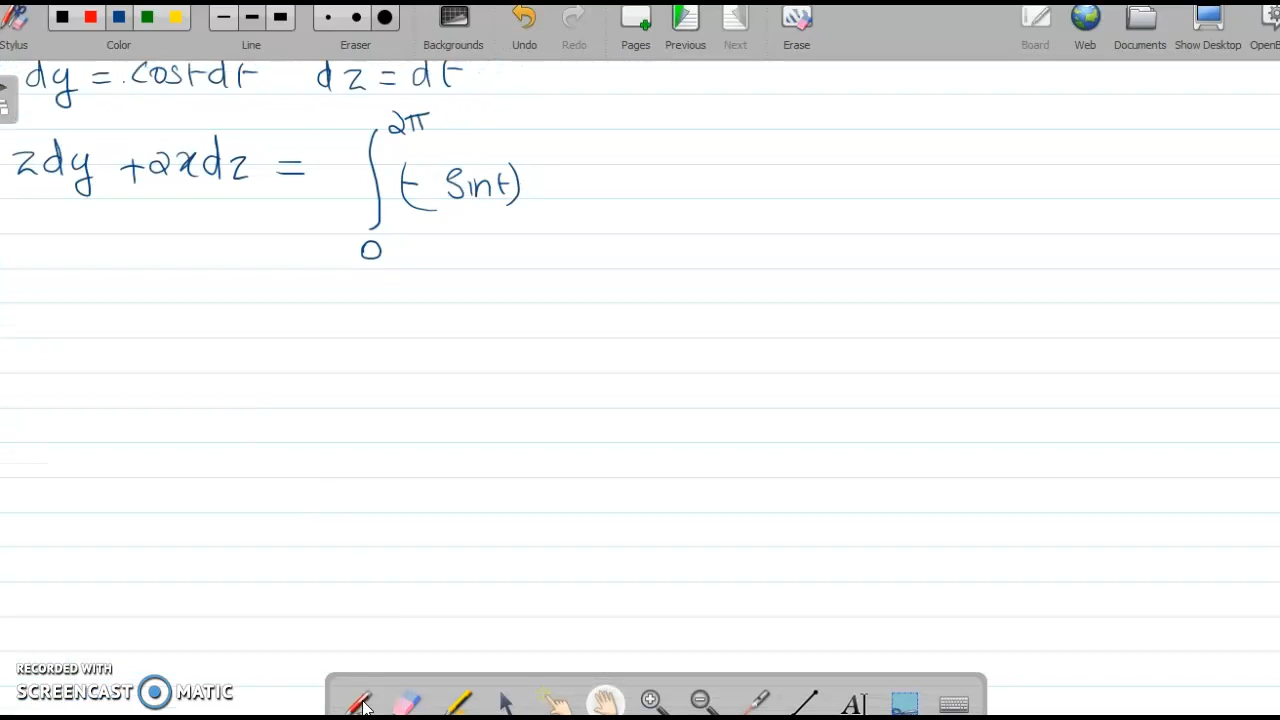 Stylus Color Line Eraser Backgrounds Undo Redo Pages Previous Next Erase Board Web Documents Show Desktop OpenB
dy = cost dt dz = dt
zdy + 2xdz = ∫₀^2π (- Sint)
RECORDED WITH
SCREENCAST MATIC